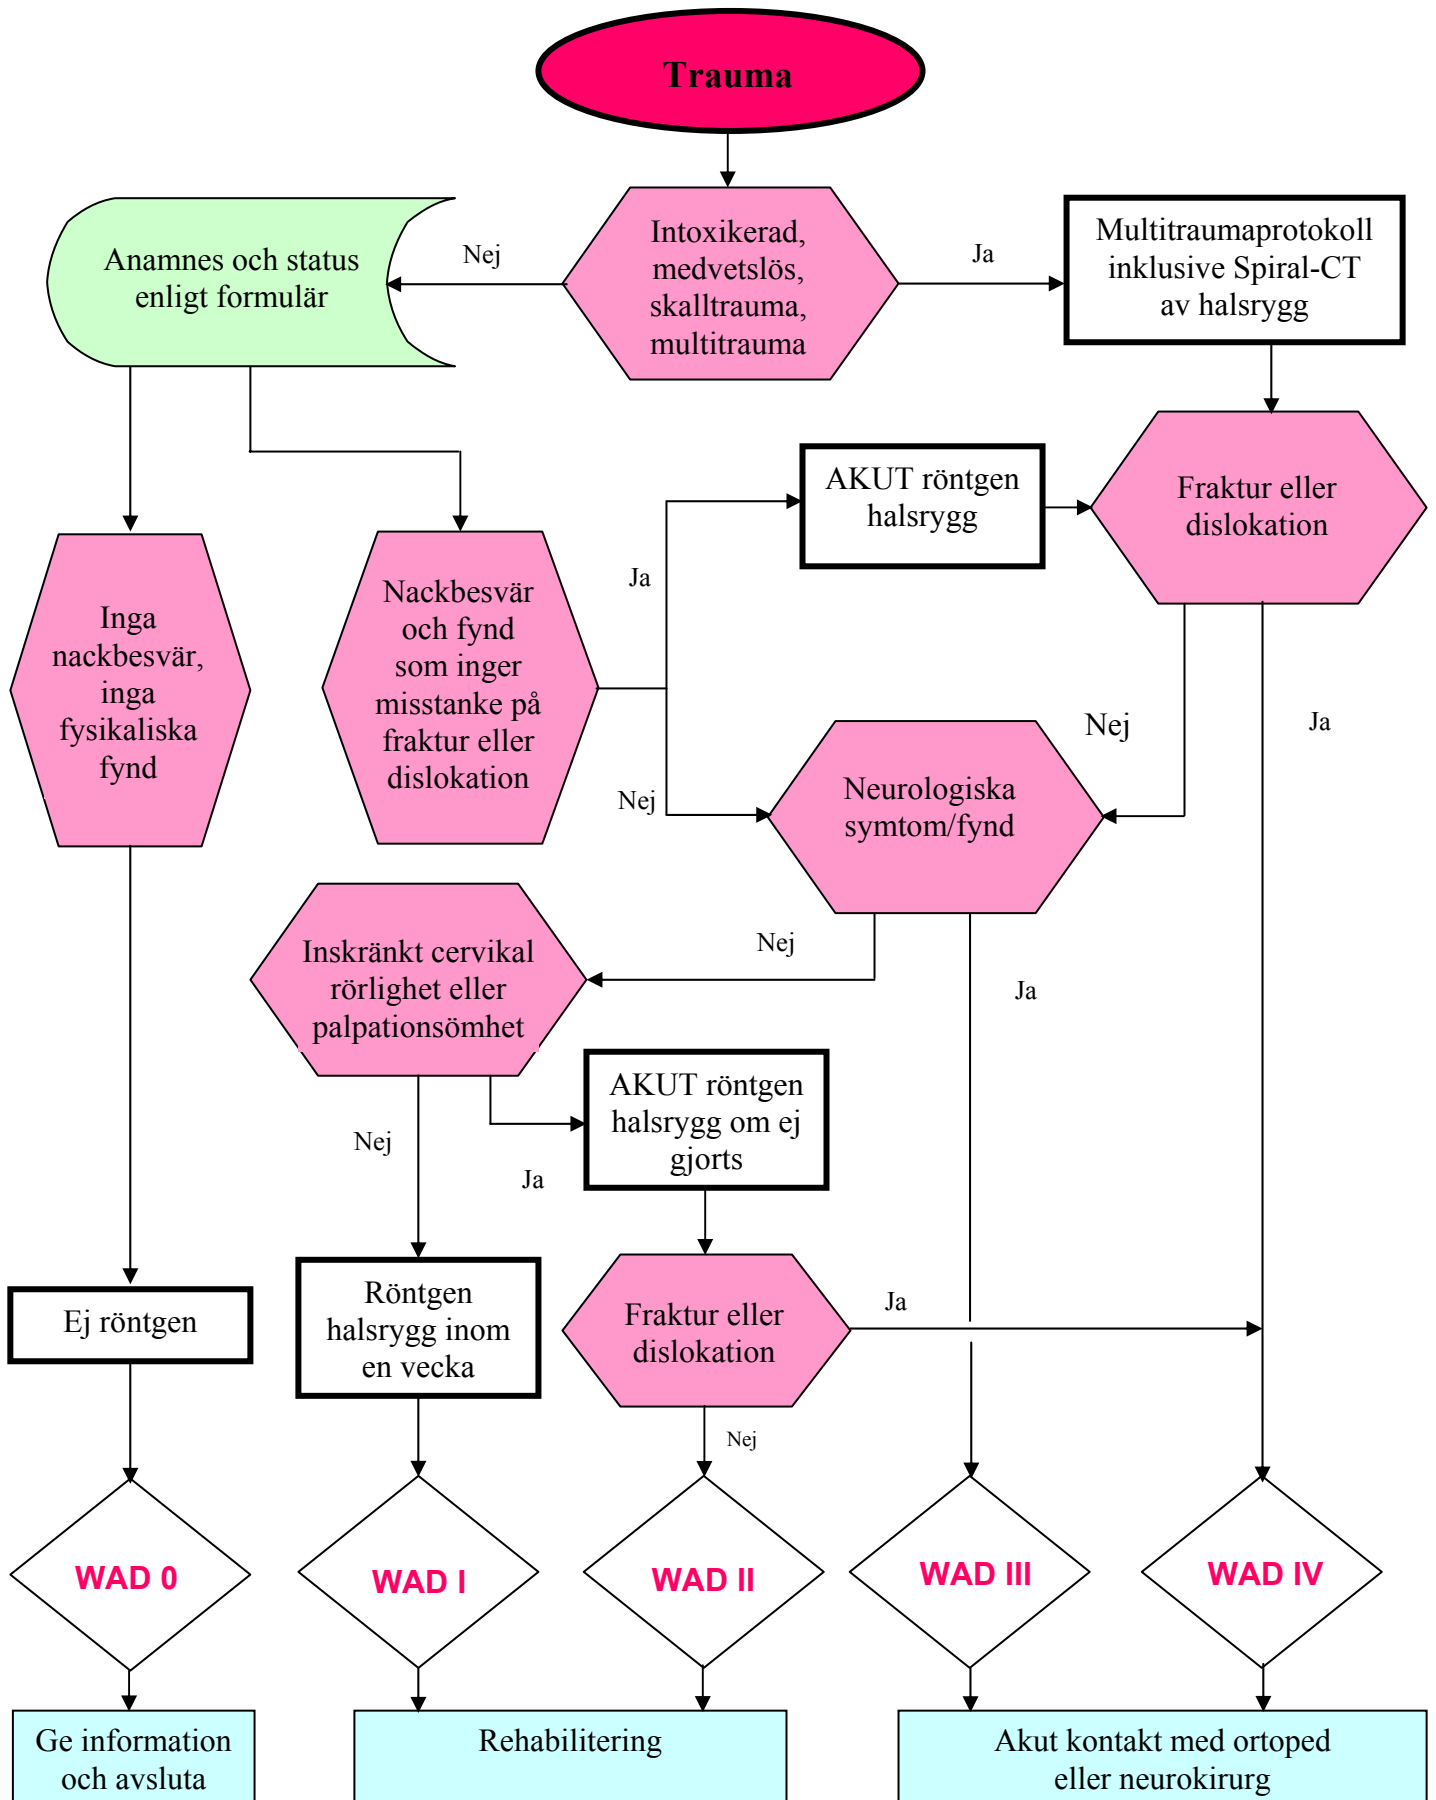 Trauma
Intoxikerad,
medvetslös,
skalltrauma,
multitrauma
Nej
Ja
Anamnes och status
enligt formulär
Multitraumaprotokoll
inklusive Spiral-CT
av halsrygg
AKUT röntgen
halsrygg
Fraktur eller
dislokation
Inga
nackbesvär,
inga
fysikaliska
fynd
Nackbesvär
och fynd
som inger
misstanke på
fraktur eller
dislokation
Ja
Nej
Neurologiska
symtom/fynd
Nej
Ja
Inskränkt cervikal
rörlighet eller
palpationsömhet
Nej
Ja
AKUT röntgen
halsrygg om ej
gjorts
Nej
Ja
Ej röntgen
Röntgen
halsrygg inom
en vecka
Fraktur eller
dislokation
Ja
Nej
WAD 0
WAD I
WAD II
WAD III
WAD IV
Ge information
och avsluta
Rehabilitering
Akut kontakt med ortoped
eller neurokirurg